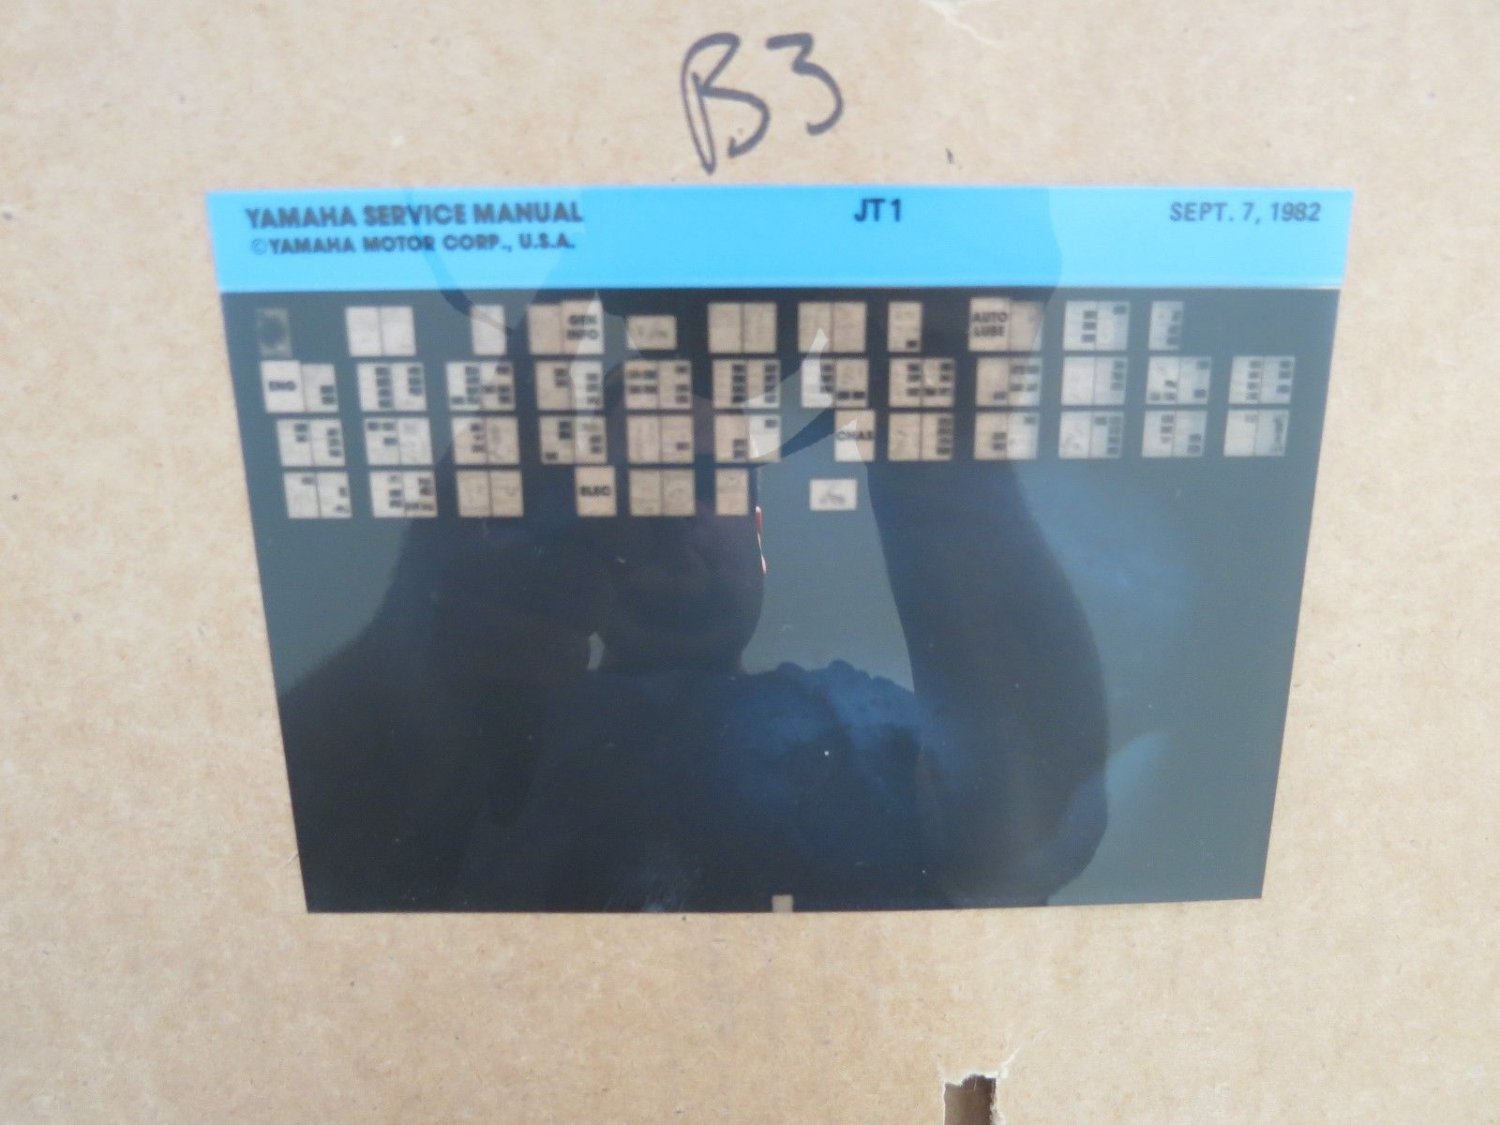 B3
YAMAHA SERVICE MANUAL JT1 SEPT. 7, 1982
©YAMAHA MOTOR CORP., U.S.A.
GEN INFO
AUTO LUBE
ENG
CHAS
ELEC